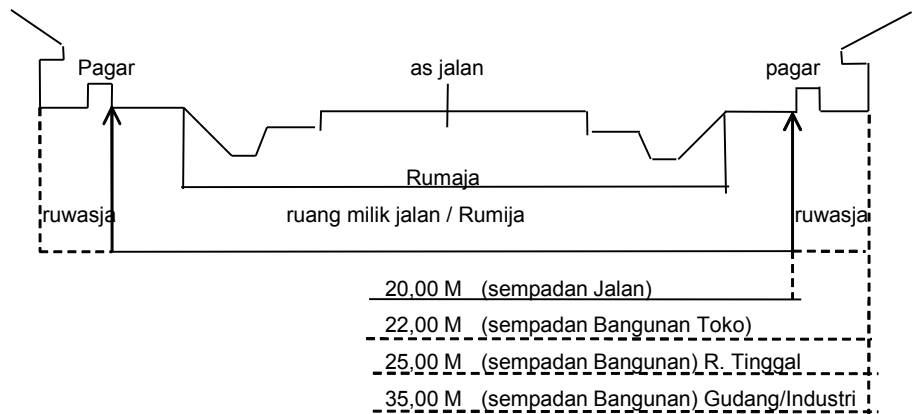 Pagar as jalan pagar
Rumaja
ruwasja ruang milik jalan / Rumija ruwasja
20,00 M (sempadan Jalan)
22,00 M (sempadan Bangunan Toko)
25,00 M (sempadan Bangunan) R. Tinggal
35,00 M (sempadan Bangunan) Gudang/Industri